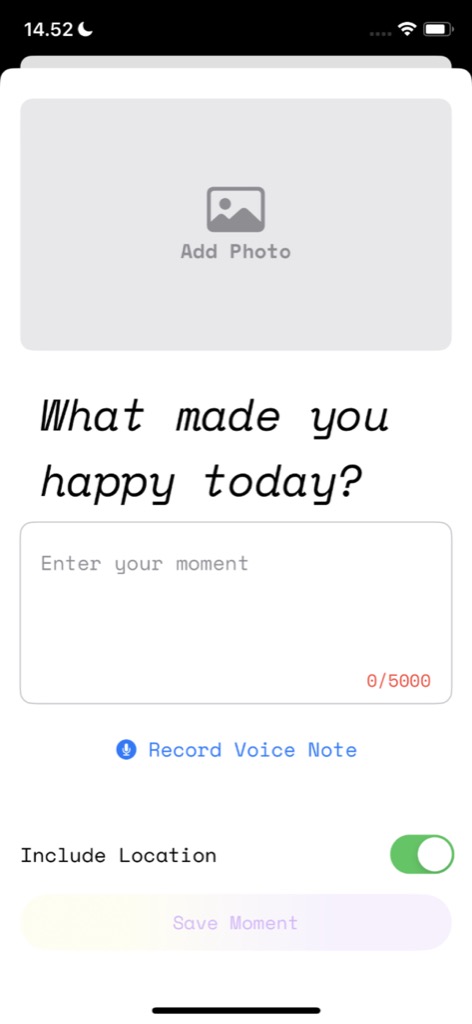 14.52
Add Photo
What made you
happy today?
Enter your moment
0/5000
Record Voice Note
Include Location
Save Moment